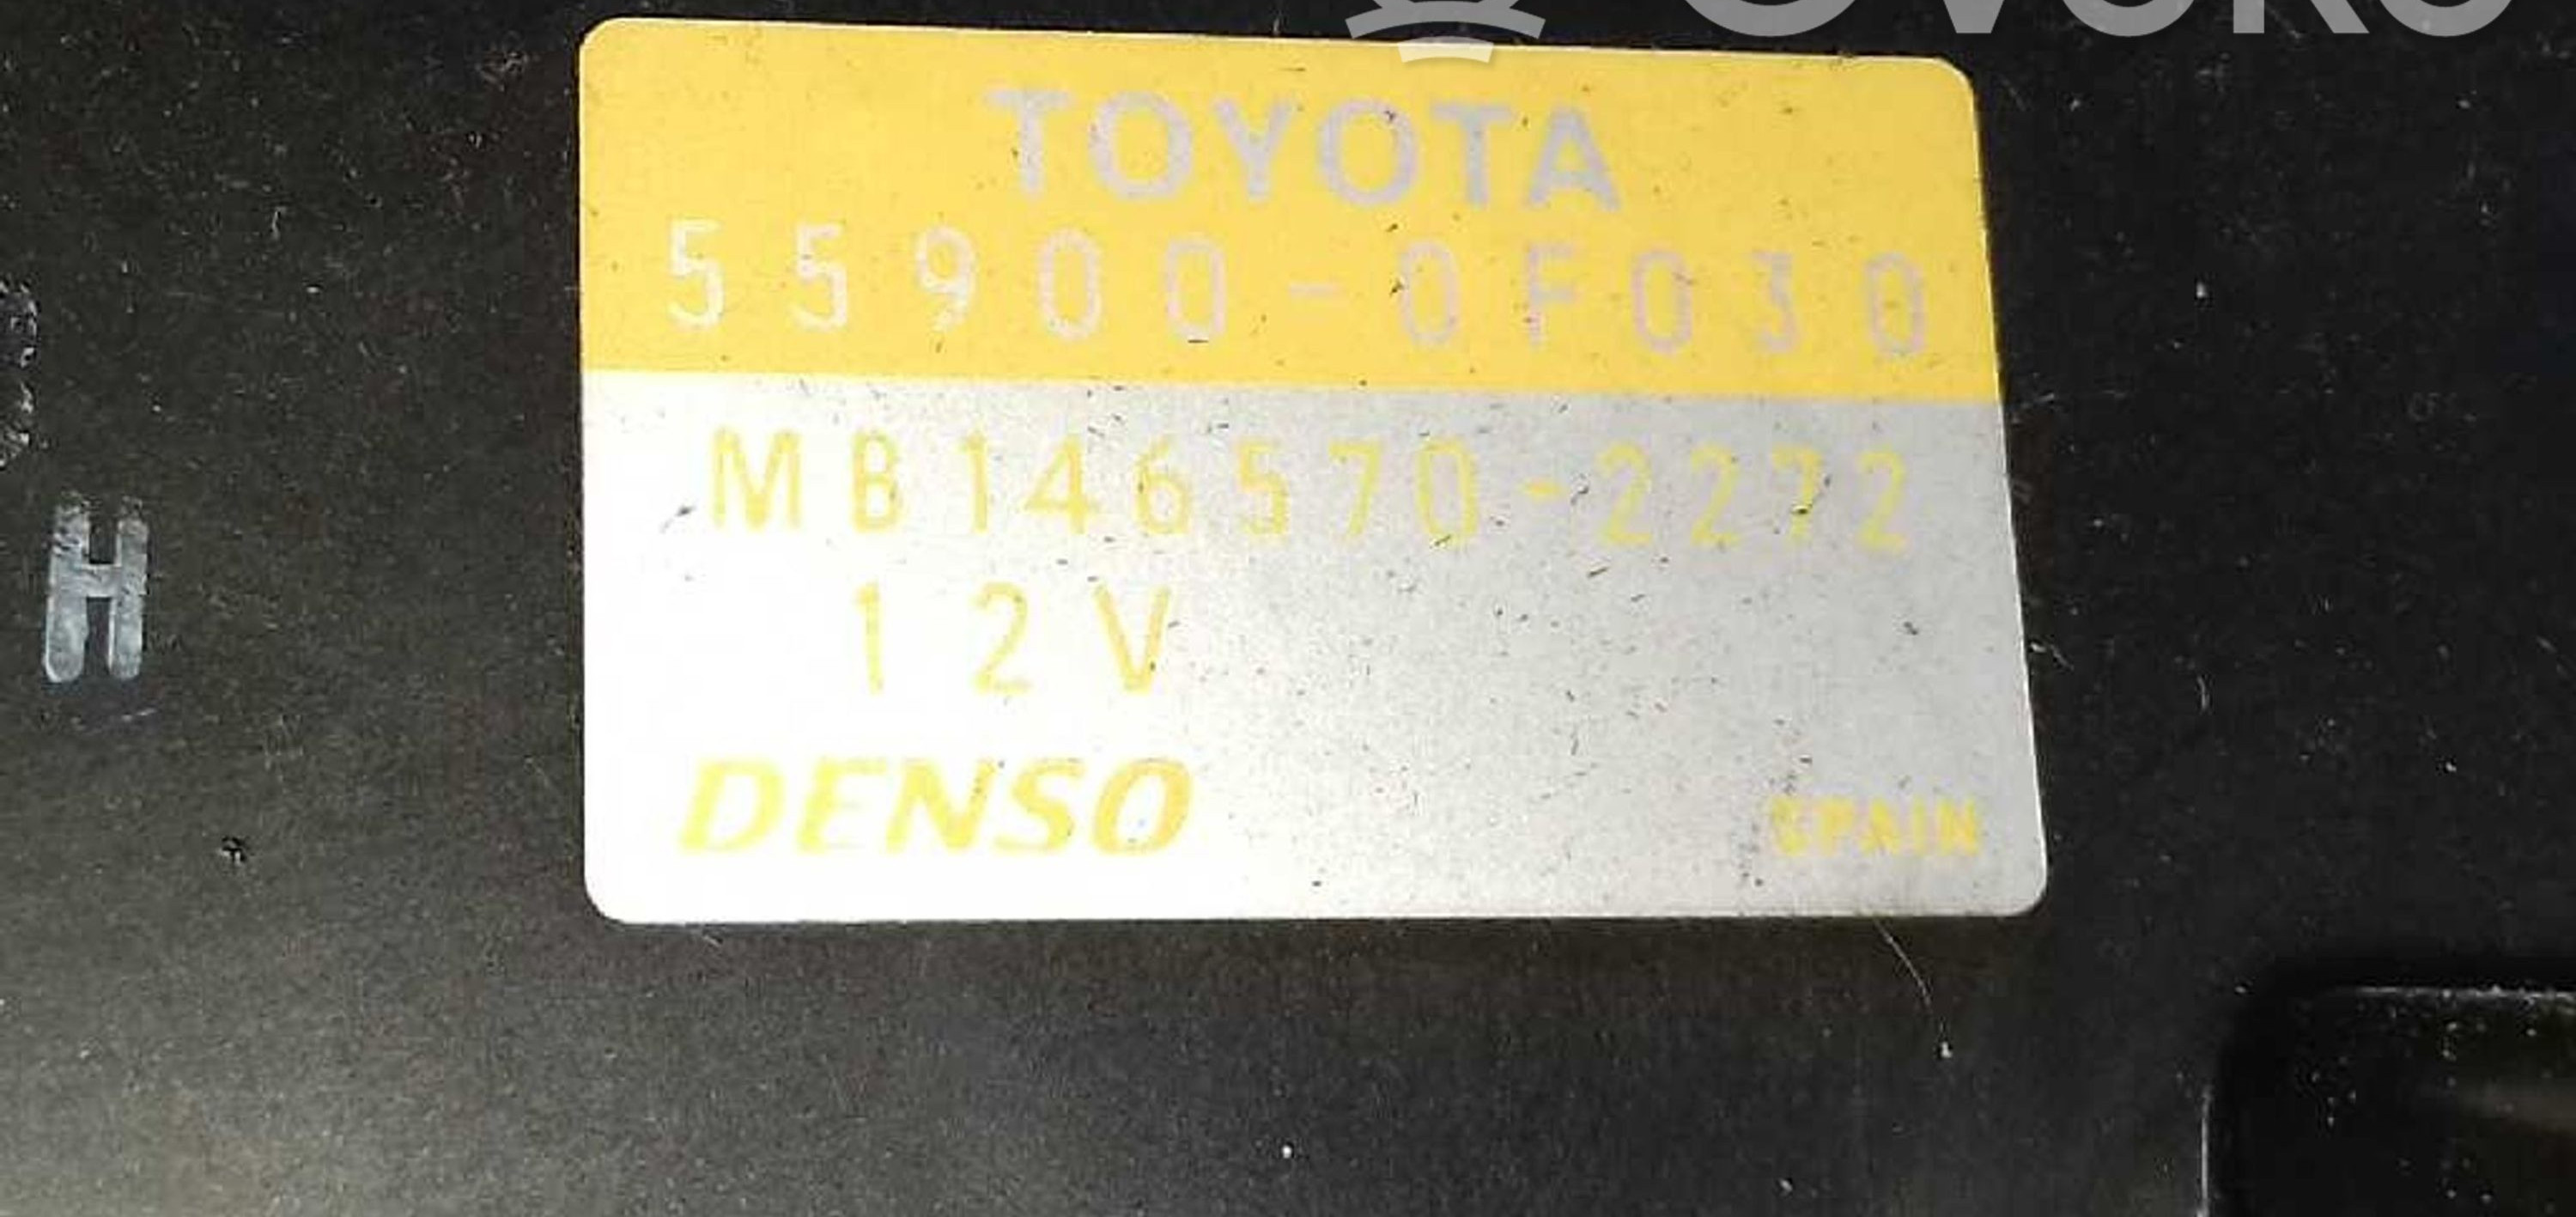 TOYOTA
55900-0F030
MB146570-2272
12V
DENSO
SPAIN
H